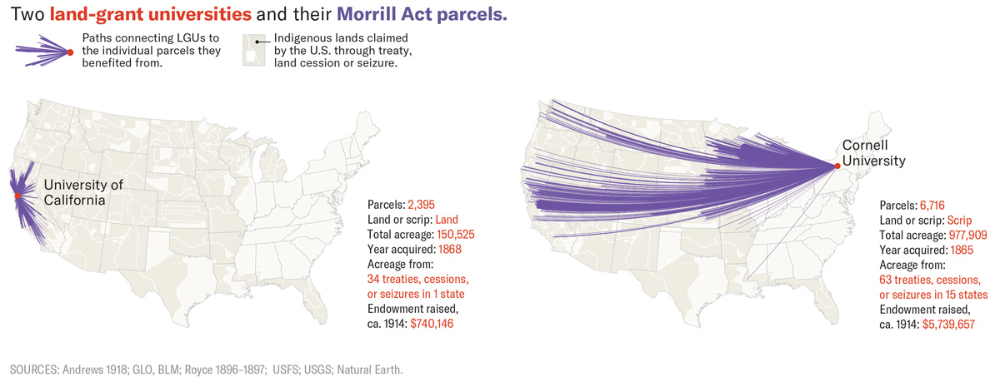 Two land-grant universities and their Morrill Act parcels.
Paths connecting LGUs to
the individual parcels they
benefited from.
Indigenous lands claimed
by the U.S. through treaty,
land cession or seizure.
University of
California
Parcels: 2,395
Land or scrip: Land
Total acreage: 150,525
Year acquired: 1868
Acreage from:
34 treaties, cessions,
or seizures in 1 state
Endowment raised,
ca. 1914: $740,146
Cornell
University
Parcels: 6,716
Land or scrip: Scrip
Total acreage: 977,909
Year acquired: 1865
Acreage from:
63 treaties, cessions,
or seizures in 15 states
Endowment raised,
ca. 1914: $5,739,657
SOURCES: Andrews 1918; GLO, BLM; Royce 1896–1897; USFS; USGS; Natural Earth.